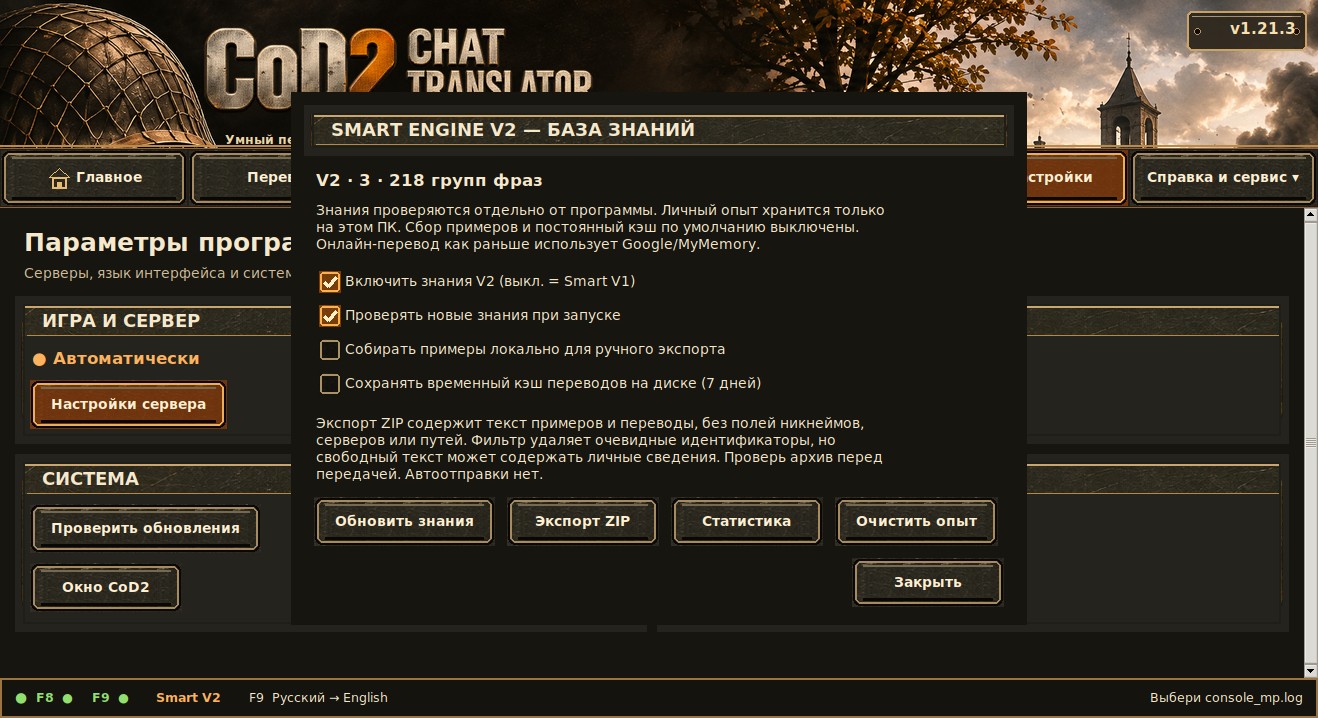 CoD2 CHAT
TRANSLATOR
v1.21.3
Умный
Главное
SMART ENGINE V2 — БАЗА ЗНАНИЙ
Справка и сервис ▾
V2 · 3 · 218 групп фраз
Знания проверяются отдельно от программы. Личный опыт хранится только
на этом ПК. Сбор примеров и постоянный кэш по умолчанию выключены.
Онлайн-перевод как раньше использует Google/MyMemory.
Включить знания V2 (выкл. = Smart V1)
Проверять новые знания при запуске
Собирать примеры локально для ручного экспорта
Сохранять временный кэш переводов на диске (7 дней)
Экспорт ZIP содержит текст примеров и переводы, без полей никнеймов,
серверов или путей. Фильтр удаляет очевидные идентификаторы, но
свободный текст может содержать личные сведения. Проверь архив перед
передачей. Автоотправки нет.
Обновить знания
Экспорт ZIP
Статистика
Очистить опыт
Закрыть
Параметры
Серверы, язык интерфейса и
ИГРА И СЕРВЕР
Автоматически
Настройки сервера
СИСТЕМА
Проверить обновления
Окно CoD2
F8 F9 Smart V2 F9 Русский → English
Выбери console_mp.log